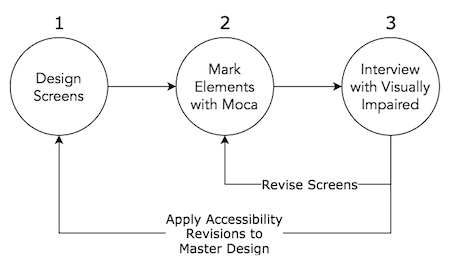 1
2
3
Design
Screens
Mark
Elements
with Moca
Interview
with Visually
Impaired
Revise Screens
Apply Accessibility
Revisions to
Master Design